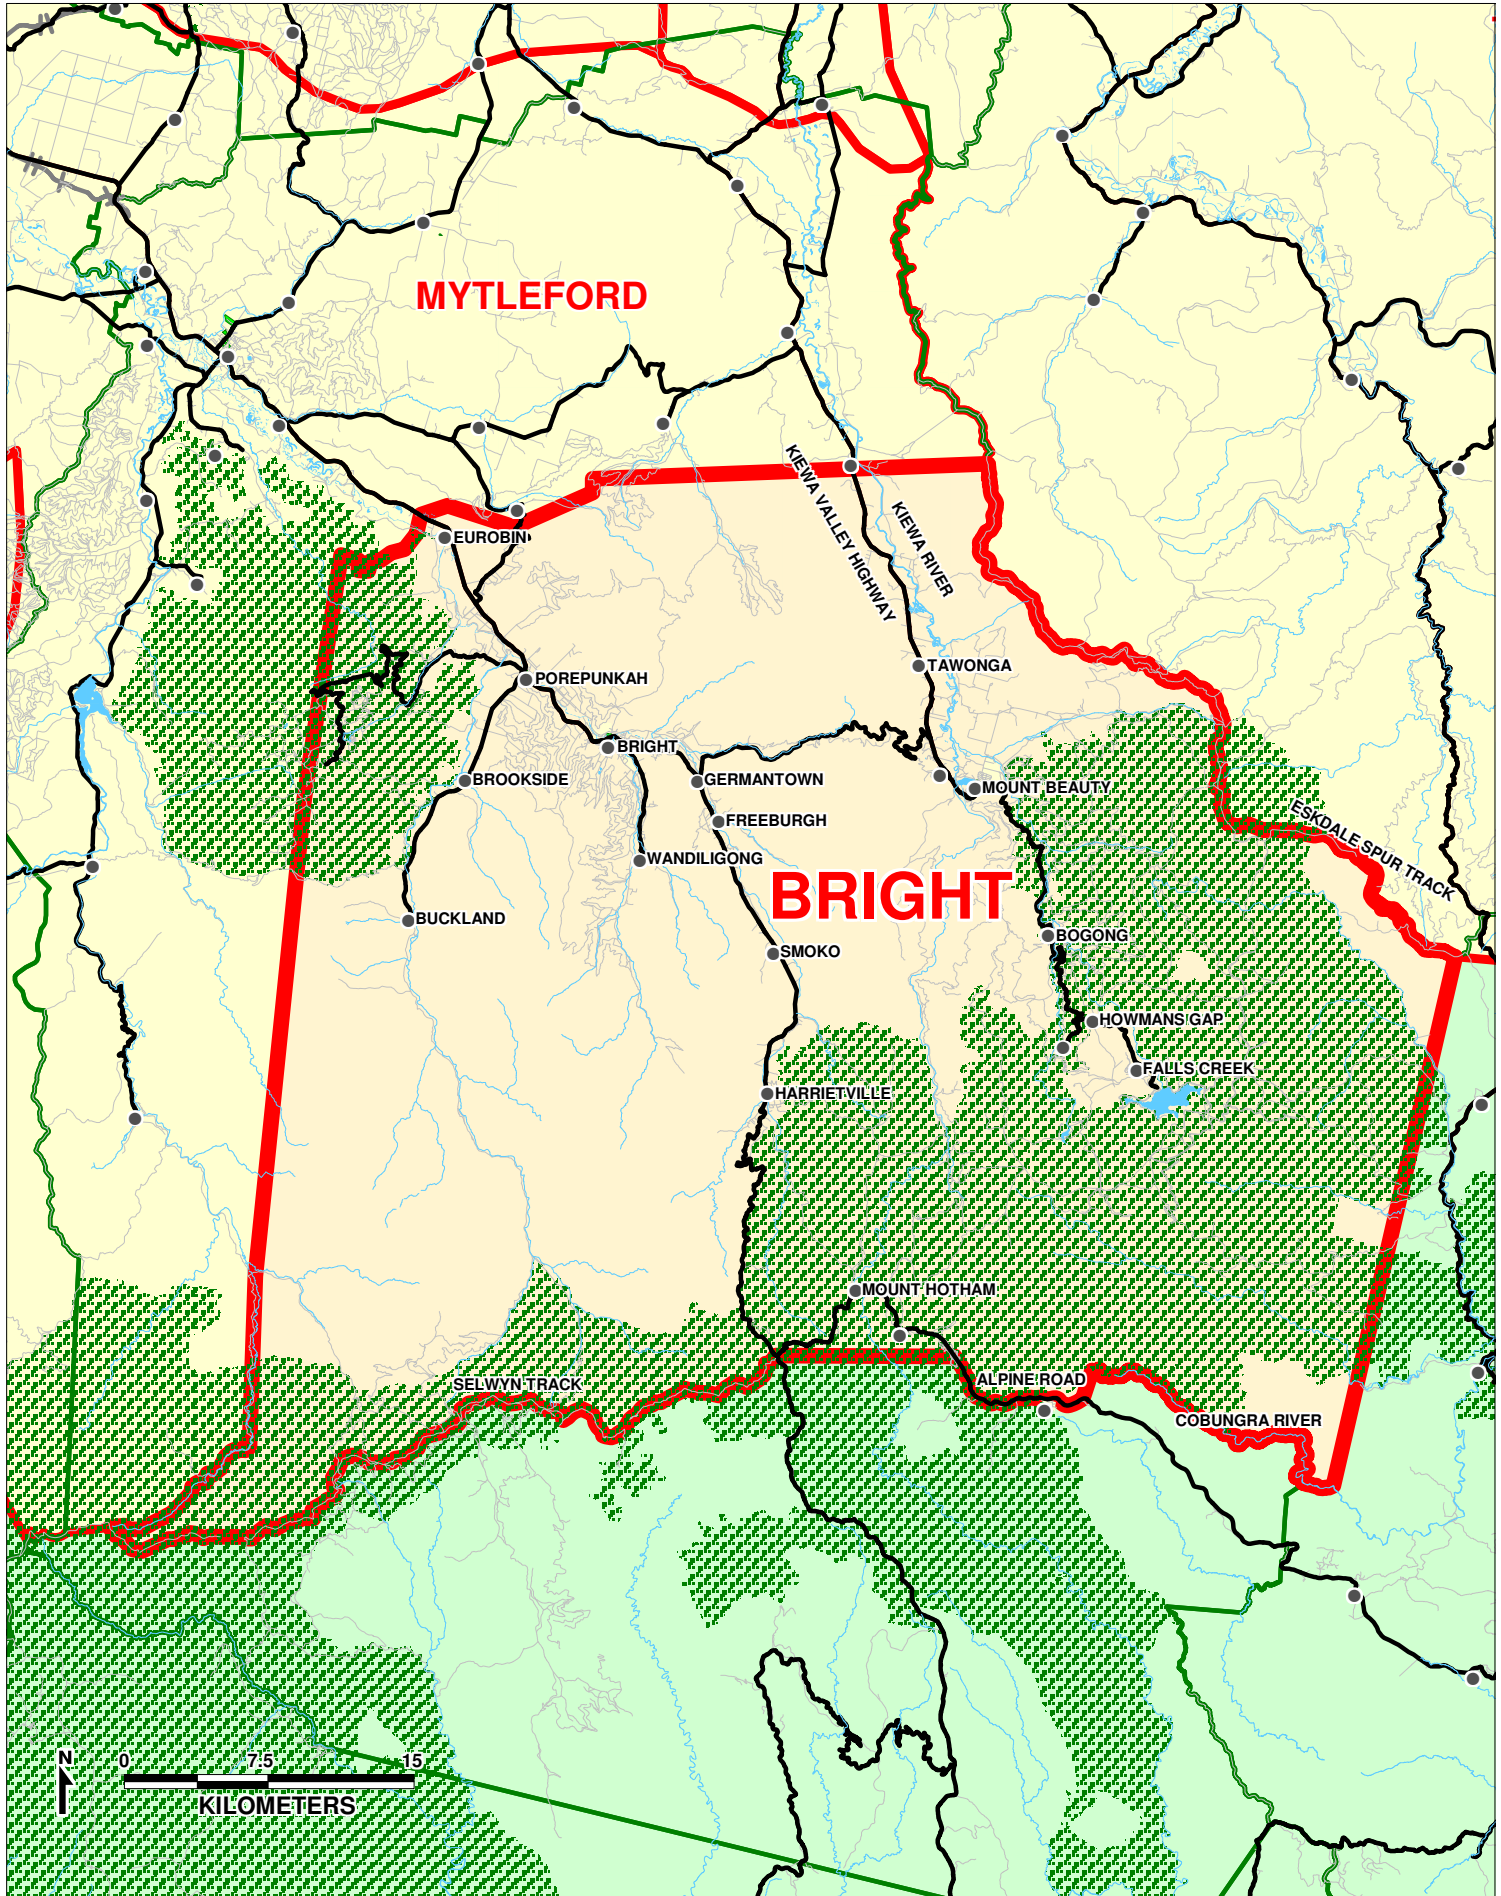 MYTLEFORD
KIEWA VALLEY HIGHWAY
KIEWA RIVER
EUROBIN
TAWONGA
POREPUNKAH
BRIGHT
BROOKSIDE
GERMANTOWN
MOUNT BEAUTY
FREEBURGH
ESKDALE SPUR TRACK
WANDILIGONG
BRIGHT
BUCKLAND
BOGONG
SMOKO
HOWMANS GAP
FALLS CREEK
HARRIETVILLE
MOUNT HOTHAM
SELWYN TRACK
ALPINE ROAD
COBUNGRA RIVER
N
0 7.5 15
KILOMETERS